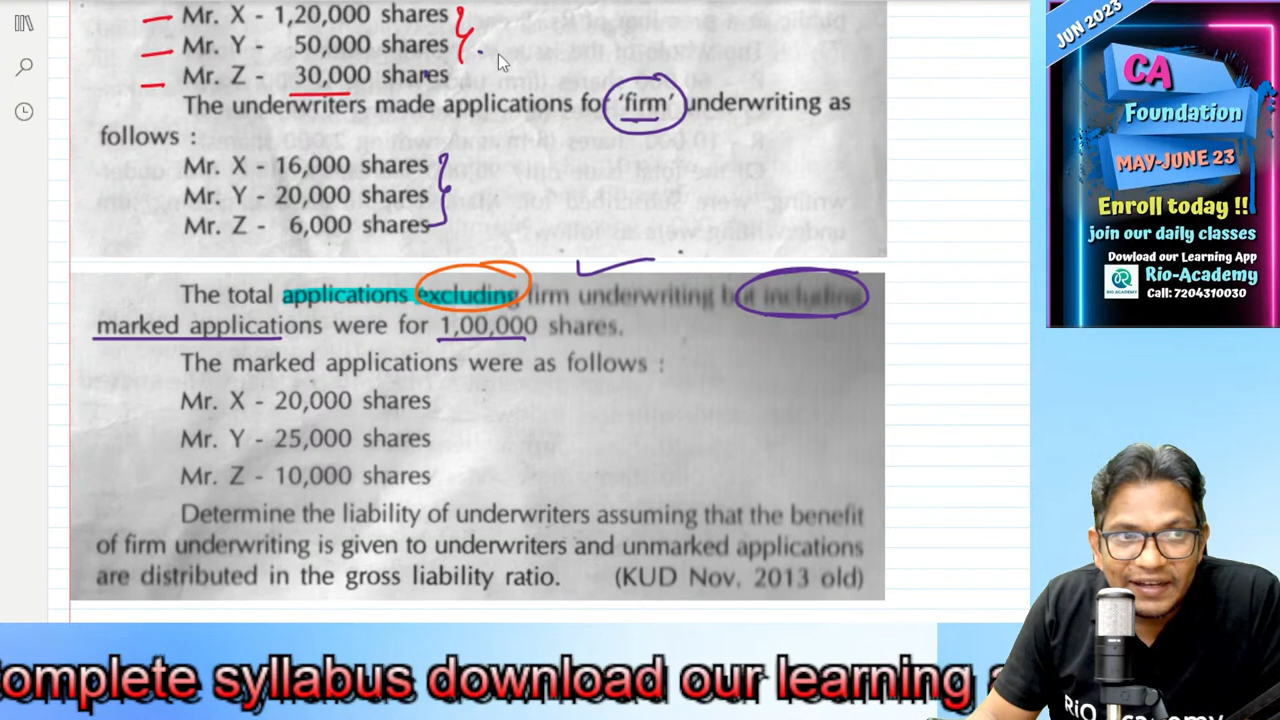 Mr. X - 1,20,000 shares
Mr. Y - 50,000 shares
Mr. Z - 30,000 shares
The underwriters made applications for 'firm' underwriting as
follows :
Mr. X - 16,000 shares
Mr. Y - 20,000 shares
Mr. Z - 6,000 shares
The total applications excluding firm underwriting but including
marked applications were for 1,00,000 shares.
The marked applications were as follows :
Mr. X - 20,000 shares
Mr. Y - 25,000 shares
Mr. Z - 10,000 shares
Determine the liability of underwriters assuming that the benefit
of firm underwriting is given to underwriters and unmarked applications
are distributed in the gross liability ratio. (KUD Nov. 2013 old)
JUN 2023
CA
Foundation
MAY-JUNE 23
Enroll today !!
join our daily classes
Dowload our Learning App
Rio-Academy
RIO ACADEMY
Call: 7204310030
omplete syllabus download our learning
RiO